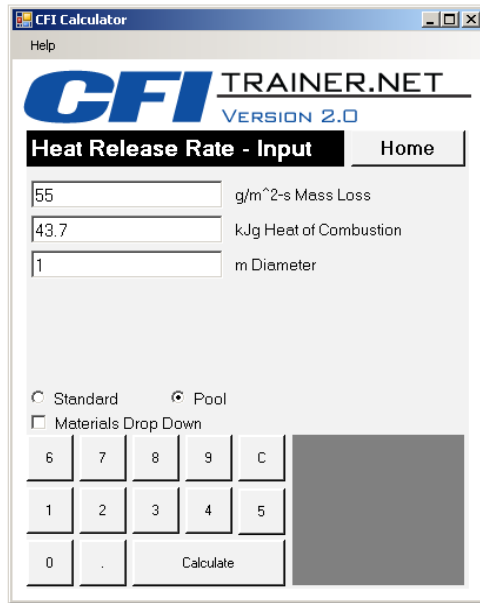 CFI Calculator
Help
CFI TRAINER.NET
VERSION 2.0
Heat Release Rate - Input Home
55 g/m^2-s Mass Loss
43.7 kJg Heat of Combustion
1 m Diameter
Standard Pool
Materials Drop Down
6 7 8 9 C
1 2 3 4 5
0 . Calculate